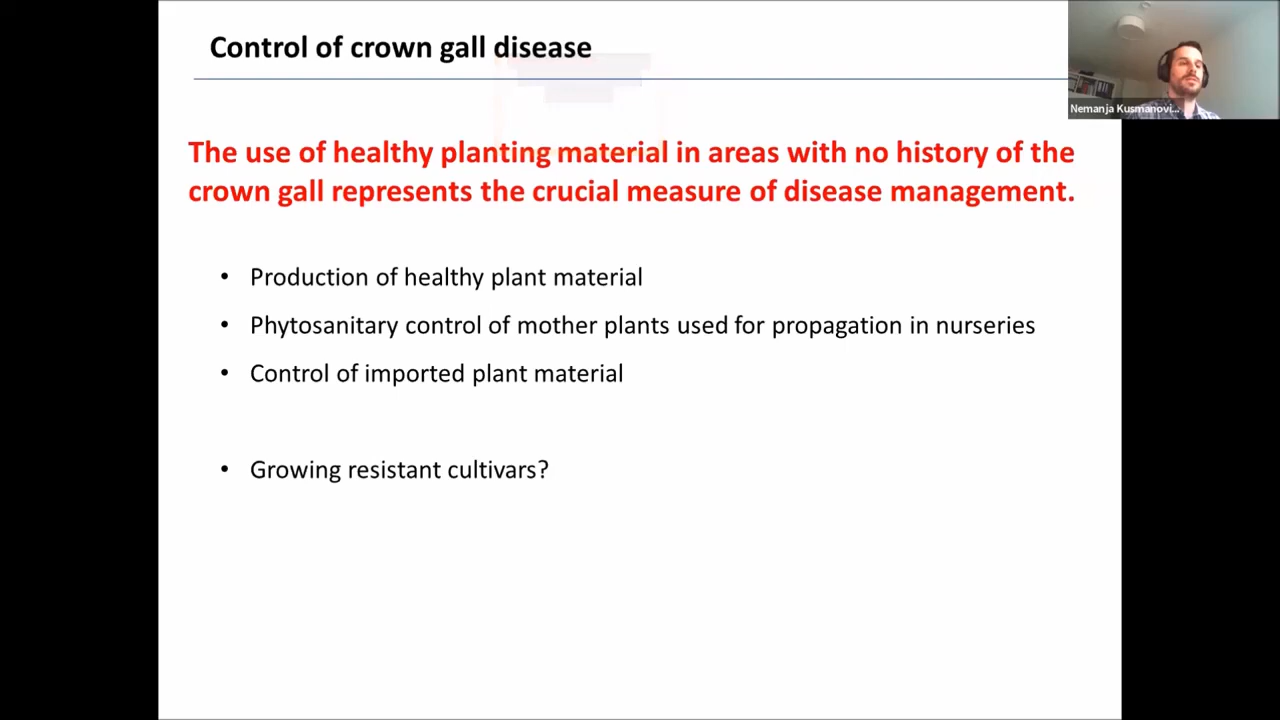 Control of crown gall disease
Nemanja Kusmanovi...
The use of healthy planting material in areas with no history of the
crown gall represents the crucial measure of disease management.
• Production of healthy plant material
• Phytosanitary control of mother plants used for propagation in nurseries
• Control of imported plant material
• Growing resistant cultivars?